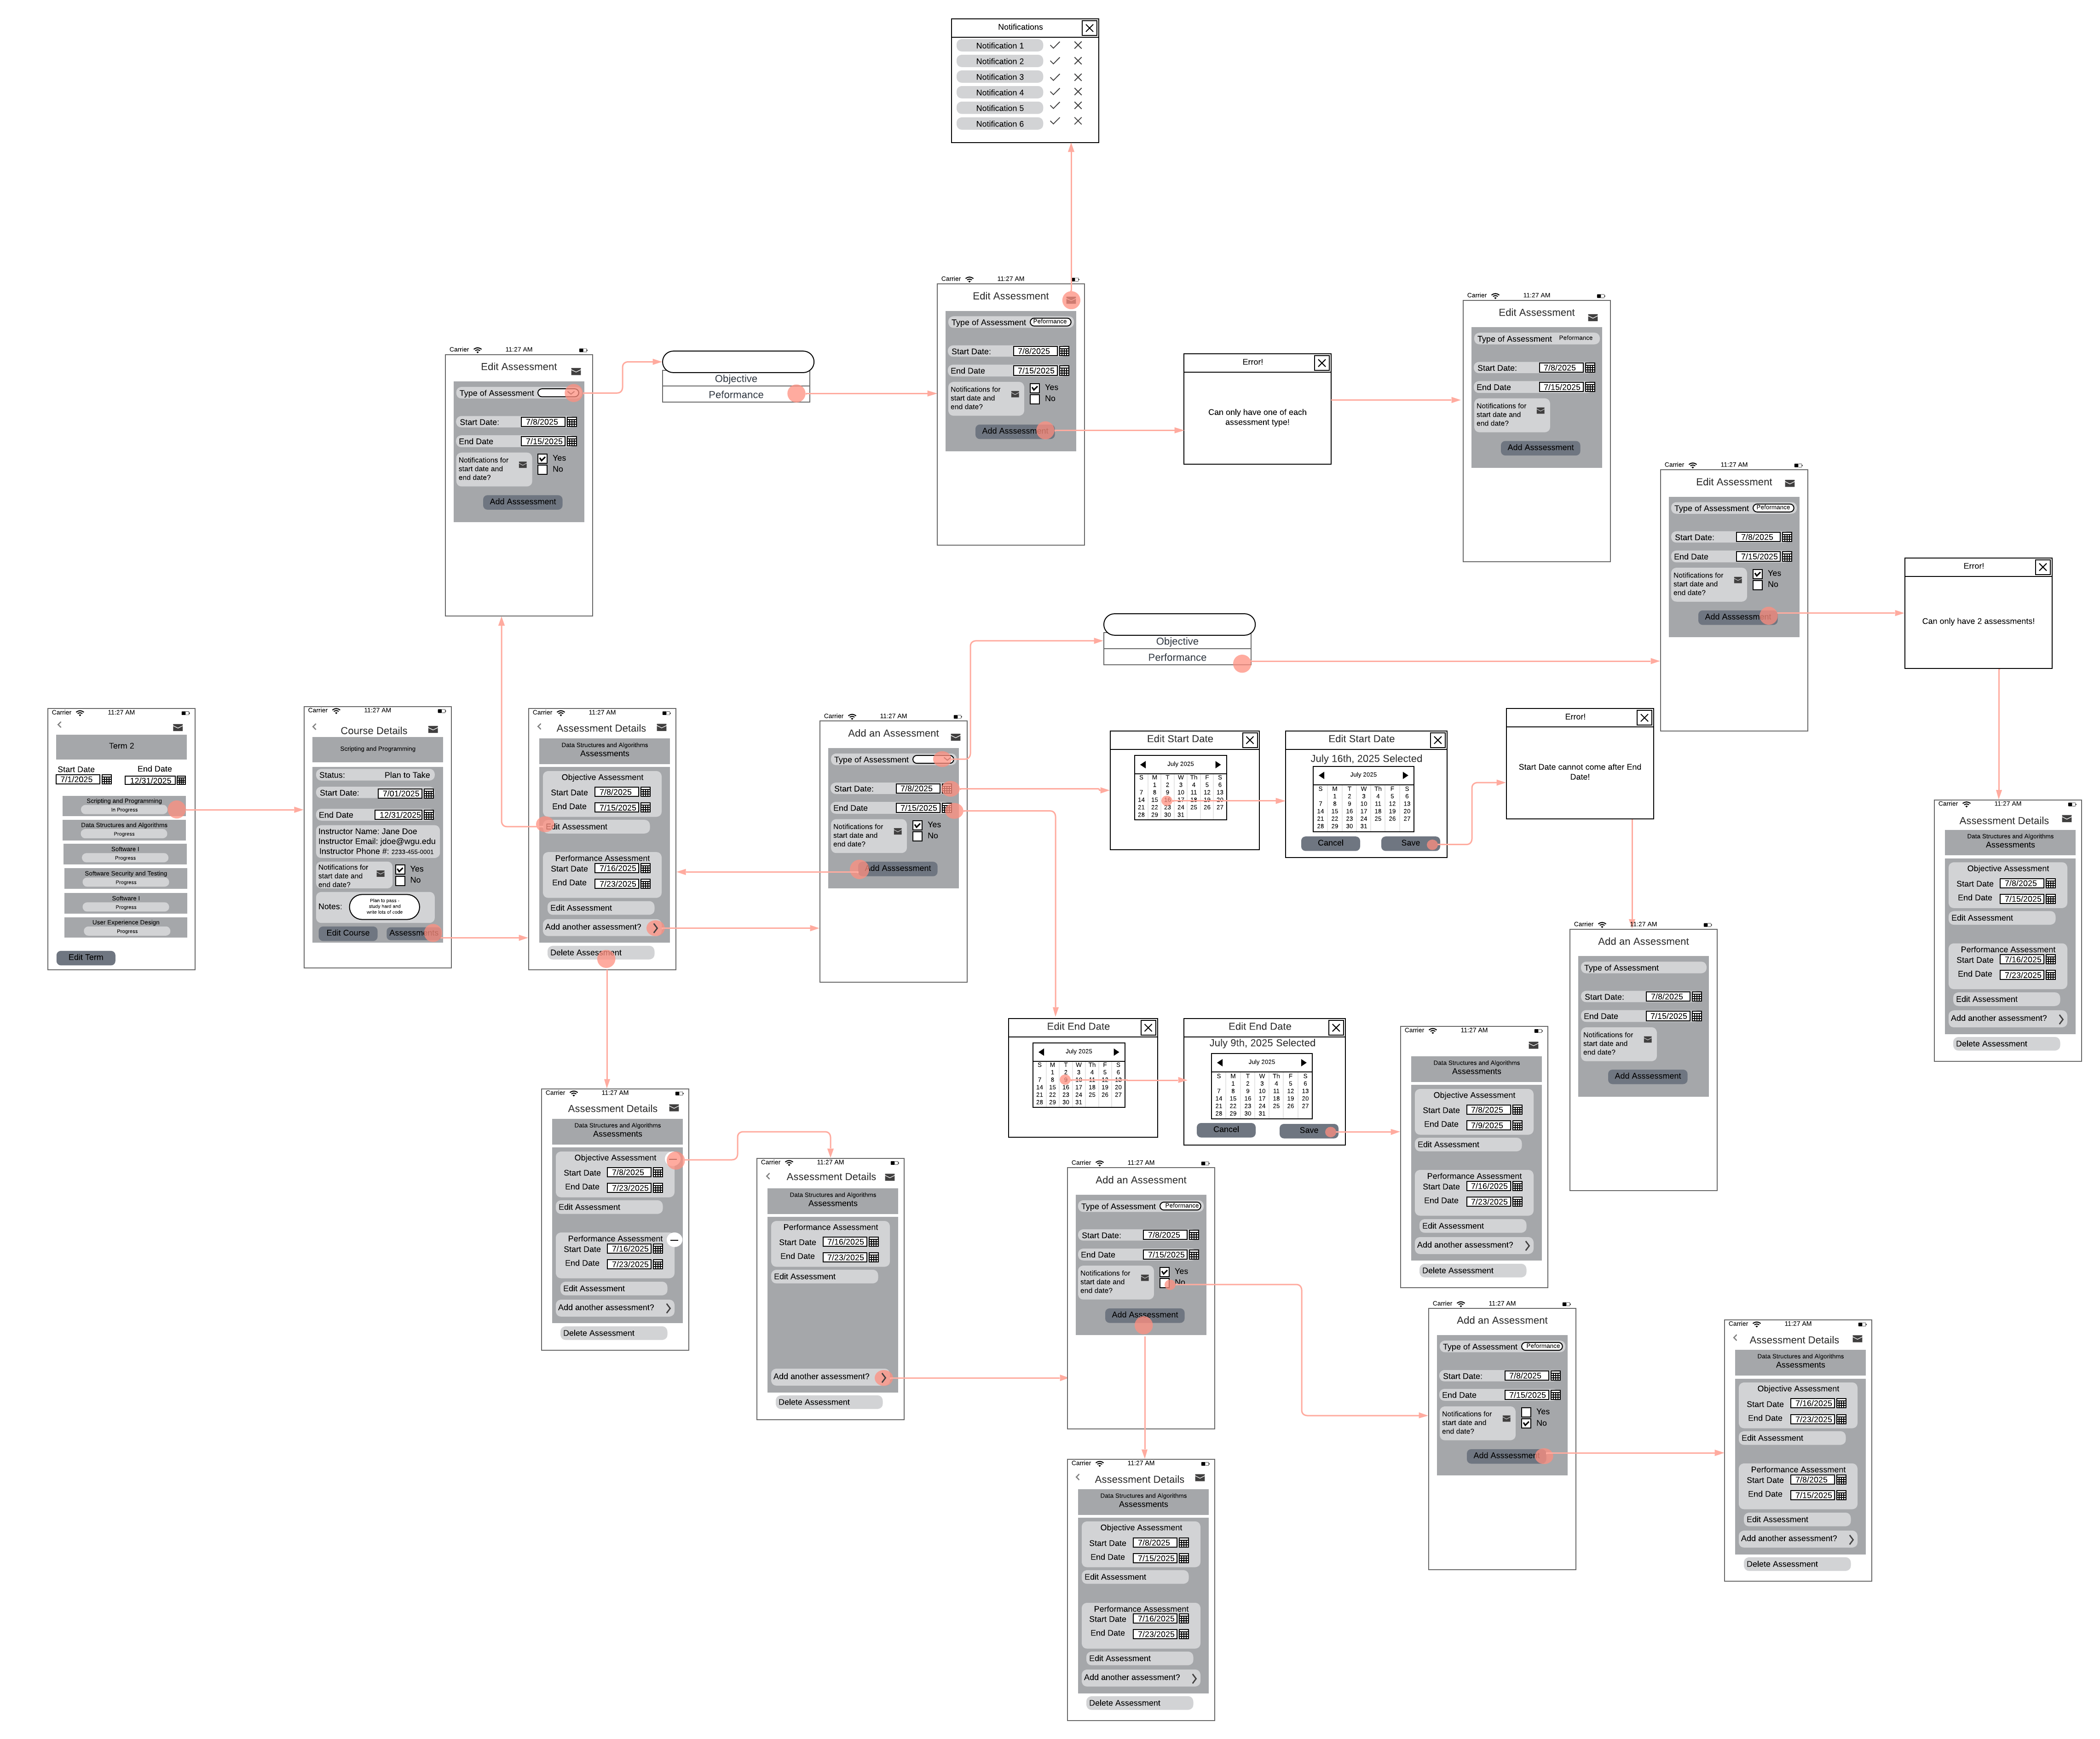 Notifications
Notification 1
Notification 2
Notification 3
Notification 4
Notification 5
Notification 6
Carrier 11:27 AM
Edit Assessment
Type of Assessment Peformance
Start Date: 7/8/2025
End Date 7/15/2025
Notifications for
start date and
end date?
Yes
No
Add Asssessment
Carrier 11:27 AM
Edit Assessment
Type of Assessment Peformance
Start Date: 7/8/2025
End Date 7/15/2025
Notifications for
start date and
end date?
Add Asssessment
Carrier 11:27 AM
Edit Assessment
Type of Assessment
Start Date: 7/8/2025
End Date 7/15/2025
Notifications for
start date and
end date?
Yes
No
Add Asssessment
Objective
Peformance
Error!
Can only have one of each
assessment type!
Carrier 11:27 AM
Edit Assessment
Type of Assessment Peformance
Start Date: 7/8/2025
End Date 7/15/2025
Notifications for
start date and
end date?
Yes
No
Add Asssessment
Error!
Can only have 2 assessments!
Objective
Performance
Carrier 11:27 AM
Term 2
Start Date End Date
7/1/2025 12/31/2025
Scripting and Programming
In Progress
Data Structures and Algorithms
Progress
Software I
Progress
Software Security and Testing
Progress
Software I
Progress
User Experience Design
Progress
Edit Term
Carrier 11:27 AM
Course Details
Scripting and Programming
Status: Plan to Take
Start Date: 7/01/2025
End Date 12/31/2025
Instructor Name: Jane Doe
Instructor Email: jdoe@wgu.edu
Instructor Phone #: 2233-455-0001
Notifications for
start date and
end date?
Yes
No
Notes:
Plan to pass -
study hard and
write lots of code
Edit Course Assessments
Carrier 11:27 AM
Assessment Details
Data Structures and Algorithms
Assessments
Objective Assessment
Start Date 7/8/2025
End Date 7/15/2025
Edit Assessment
Performance Assessment
Start Date 7/16/2025
End Date 7/23/2025
Edit Assessment
Add another assessment?
Delete Assessment
Carrier 11:27 AM
Add an Assessment
Type of Assessment
Start Date: 7/8/2025
End Date 7/15/2025
Notifications for
start date and
end date?
Yes
No
Add Asssessment
Edit Start Date
July 2025
S M T W Th F S
1 2 3 4 5 6
7 8 9 10 11 12 13
14 15 16 17 18 19 20
21 22 23 24 25 26 27
28 29 30 31
Edit Start Date
July 16th, 2025 Selected
July 2025
S M T W Th F S
1 2 3 4 5 6
7 8 9 10 11 12 13
14 15 16 17 18 19 20
21 22 23 24 25 26 27
28 29 30 31
Cancel Save
Error!
Start Date cannot come after End
Date!
Carrier 11:27 AM
Assessment Details
Data Structures and Algorithms
Assessments
Objective Assessment
Start Date 7/8/2025
End Date 7/15/2025
Edit Assessment
Performance Assessment
Start Date 7/16/2025
End Date 7/23/2025
Edit Assessment
Add another assessment?
Delete Assessment
Carrier 11:27 AM
Add an Assessment
Type of Assessment
Start Date: 7/8/2025
End Date 7/15/2025
Notifications for
start date and
end date?
Add Asssessment
Edit End Date
July 2025
S M T W Th F S
1 2 3 4 5 6
7 8 9 10 11 12 13
14 15 16 17 18 19 20
21 22 23 24 25 26 27
28 29 30 31
Edit End Date
July 9th, 2025 Selected
July 2025
S M T W Th F S
1 2 3 4 5 6
7 8 9 10 11 12 13
14 15 16 17 18 19 20
21 22 23 24 25 26 27
28 29 30 31
Cancel Save
Carrier 11:27 AM
Data Structures and Algorithms
Assessments
Objective Assessment
Start Date 7/8/2025
End Date 7/9/2025
Edit Assessment
Performance Assessment
Start Date 7/16/2025
End Date 7/23/2025
Edit Assessment
Add another assessment?
Delete Assessment
Carrier 11:27 AM
Assessment Details
Data Structures and Algorithms
Assessments
Objective Assessment
Start Date 7/8/2025
End Date 7/23/2025
Edit Assessment
Performance Assessment
Start Date 7/16/2025
End Date 7/23/2025
Edit Assessment
Add another assessment?
Delete Assessment
Carrier 11:27 AM
Assessment Details
Data Structures and Algorithms
Assessments
Performance Assessment
Start Date 7/16/2025
End Date 7/23/2025
Edit Assessment
Add another assessment?
Delete Assessment
Carrier 11:27 AM
Add an Assessment
Type of Assessment Peformance
Start Date: 7/8/2025
End Date 7/15/2025
Notifications for
start date and
end date?
Yes
No
Add Asssessment
Carrier 11:27 AM
Add an Assessment
Type of Assessment Peformance
Start Date: 7/8/2025
End Date 7/15/2025
Notifications for
start date and
end date?
Yes
No
Add Asssessment
Carrier 11:27 AM
Assessment Details
Data Structures and Algorithms
Assessments
Objective Assessment
Start Date 7/16/2025
End Date 7/23/2025
Edit Assessment
Performance Assessment
Start Date 7/8/2025
End Date 7/15/2025
Edit Assessment
Add another assessment?
Delete Assessment
Carrier 11:27 AM
Assessment Details
Data Structures and Algorithms
Assessments
Objective Assessment
Start Date 7/8/2025
End Date 7/15/2025
Edit Assessment
Performance Assessment
Start Date 7/16/2025
End Date 7/23/2025
Edit Assessment
Add another assessment?
Delete Assessment